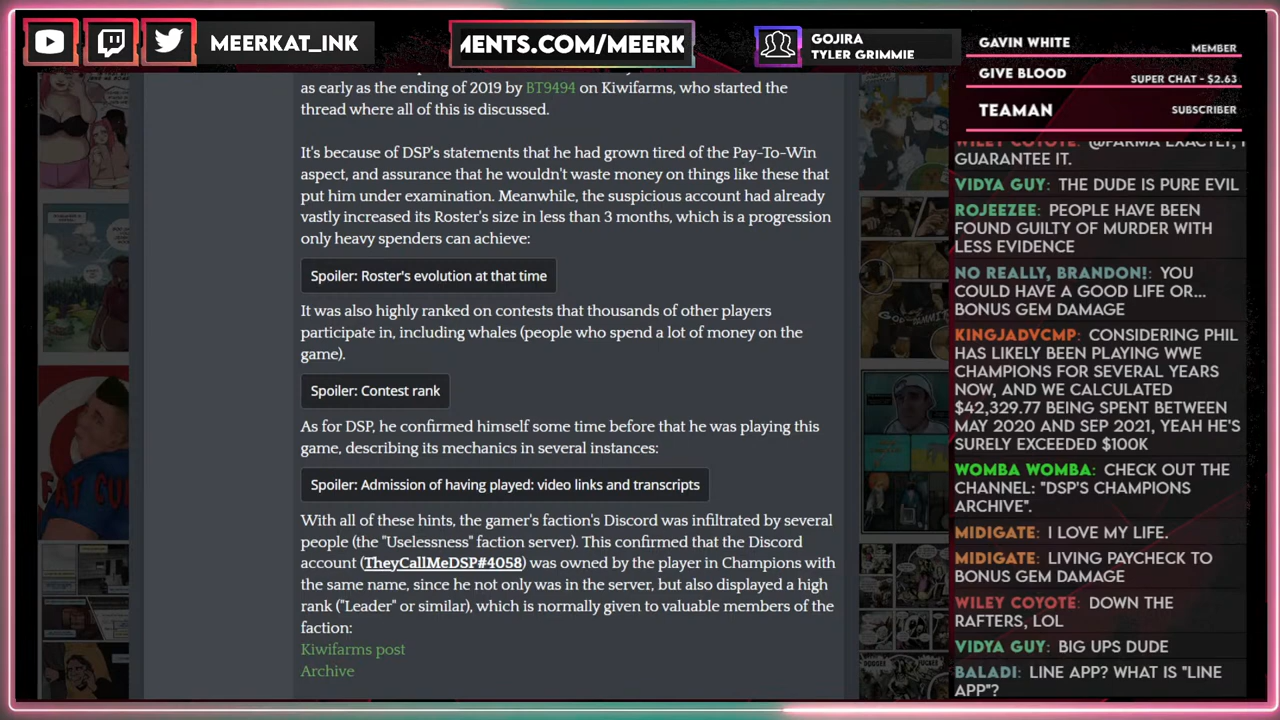 MEERKAT_INK
MENTS.COM/MEERK
GOJIRA
TYLER GRIMMIE
GAVIN WHITE
MEMBER
GIVE BLOOD
SUPER CHAT - $2.63
TEAMAN
SUBSCRIBER
as early as the ending of 2019 by BT9494 on Kiwifarms, who started the
thread where all of this is discussed.
It's because of DSP's statements that he had grown tired of the Pay-To-Win
aspect, and assurance that he wouldn't waste money on things like these that
put him under examination. Meanwhile, the suspicious account had already
vastly increased its Roster's size in less than 3 months, which is a progression
only heavy spenders can achieve:
Spoiler: Roster's evolution at that time
It was also highly ranked on contests that thousands of other players
participate in, including whales (people who spend a lot of money on the
game).
Spoiler: Contest rank
As for DSP, he confirmed himself some time before that he was playing this
game, describing its mechanics in several instances:
Spoiler: Admission of having played: video links and transcripts
With all of these hints, the gamer's faction's Discord was infiltrated by several
people (the "Uselessness" faction server). This confirmed that the Discord
account (TheyCallMeDSP#4058) was owned by the player in Champions with
the same name, since he not only was in the server, but also displayed a high
rank ("Leader" or similar), which is normally given to valuable members of the
faction:
Kiwifarms post
Archive
WILEY COYOTE: @PARMA EXACTLY, I
GUARANTEE IT.
VIDYA GUY: THE DUDE IS PURE EVIL
ROJEEZEE: PEOPLE HAVE BEEN
FOUND GUILTY OF MURDER WITH
LESS EVIDENCE
NO REALLY, BRANDON!: YOU
COULD HAVE A GOOD LIFE OR...
BONUS GEM DAMAGE
KINGJADVCMP: CONSIDERING PHIL
HAS LIKELY BEEN PLAYING WWE
CHAMPIONS FOR SEVERAL YEARS
NOW, AND WE CALCULATED
$42,329.77 BEING SPENT BETWEEN
MAY 2020 AND SEP 2021, YEAH HE'S
SURELY EXCEEDED $100K
WOMBA WOMBA: CHECK OUT THE
CHANNEL: "DSP'S CHAMPIONS
ARCHIVE".
MIDIGATE: I LOVE MY LIFE.
MIDIGATE: LIVING PAYCHECK TO
BONUS GEM DAMAGE
WILEY COYOTE: DOWN THE
RAFTERS, LOL
VIDYA GUY: BIG UPS DUDE
BALADI: LINE APP? WHAT IS "LINE
APP"?